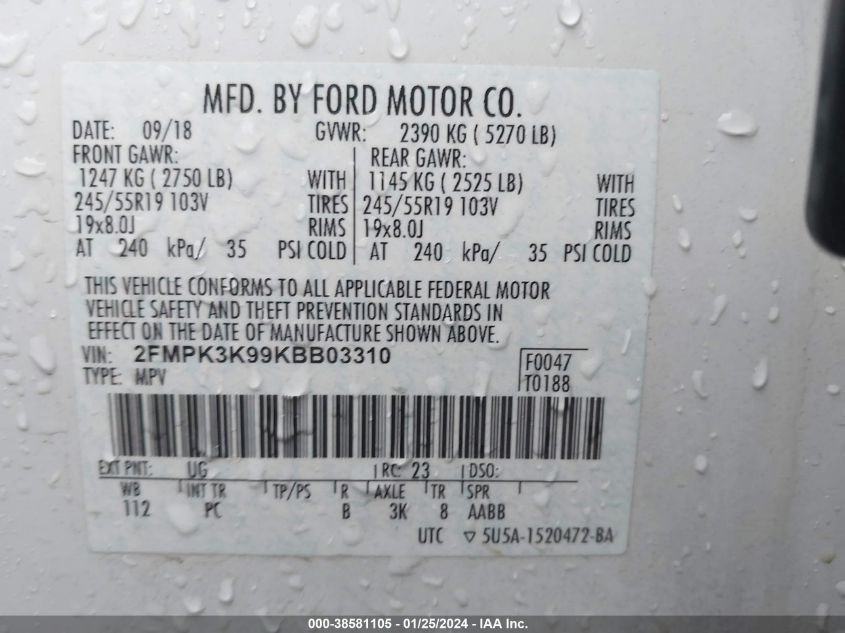 MFD. BY FORD MOTOR CO.
DATE: 09/18 GVWR: 2390 KG ( 5270 LB)
FRONT GAWR: REAR GAWR:
1247 KG ( 2750 LB) WITH 1145 KG ( 2525 LB) WITH
245/55R19 103V TIRES 245/55R19 103V TIRES
19x8.0J RIMS 19x8.0J RIMS
AT 240 kPa/ 35 PSI COLD AT 240 kPa/ 35 PSI COLD
THIS VEHICLE CONFORMS TO ALL APPLICABLE FEDERAL MOTOR
VEHICLE SAFETY AND THEFT PREVENTION STANDARDS IN
EFFECT ON THE DATE OF MANUFACTURE SHOWN ABOVE.
VIN: 2FMPK3K99KBB03310 F0047
TYPE: MPV T0188
EXT PNT: UG RC: 23 DSO:
WB INT TR TP/PS R AXLE TR SPR
112 PC B 3K 8 AABB
UTC ▽ 5U5A-1520472-BA
000-38581105 - 01/25/2024 - IAA Inc.